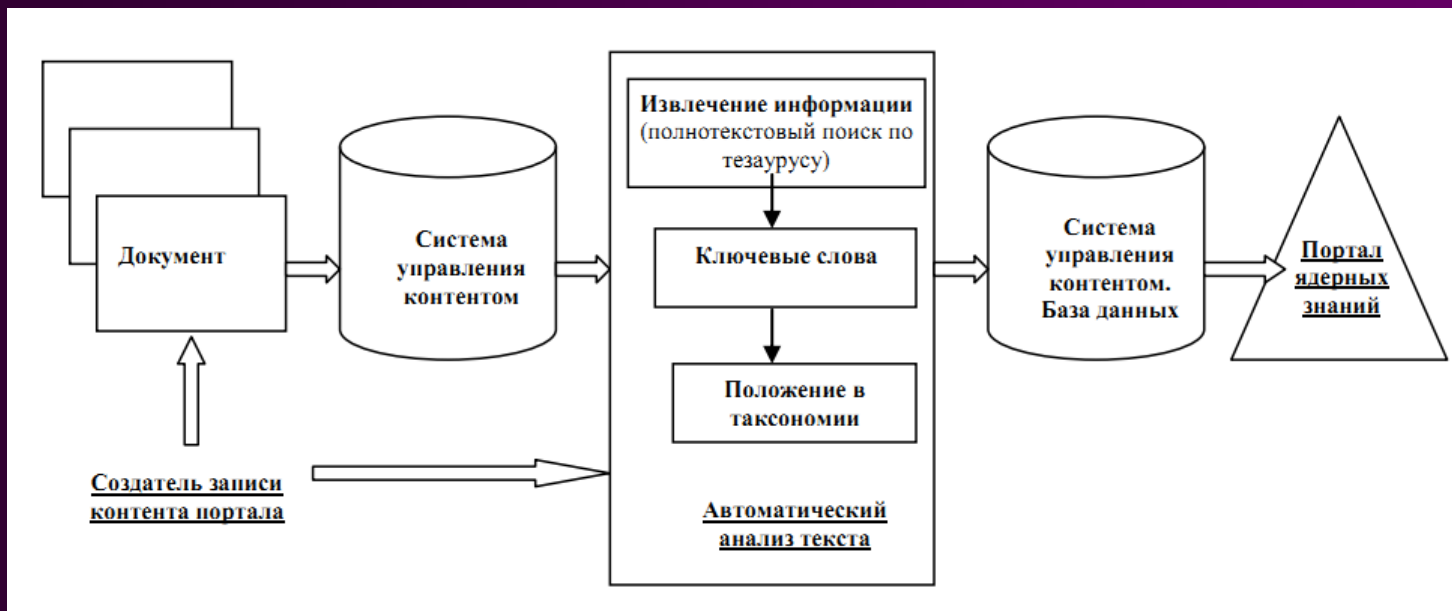 Документ
Система
управления
контентом
Извлечение информации
(полнотекстовый поиск по
тезаурусу)
Ключевые слова
Положение в
таксономии
Автоматический
анализ текста
Система
управления
контентом.
База данных
Портал
ядерных
знаний
Создатель записи
контента портала